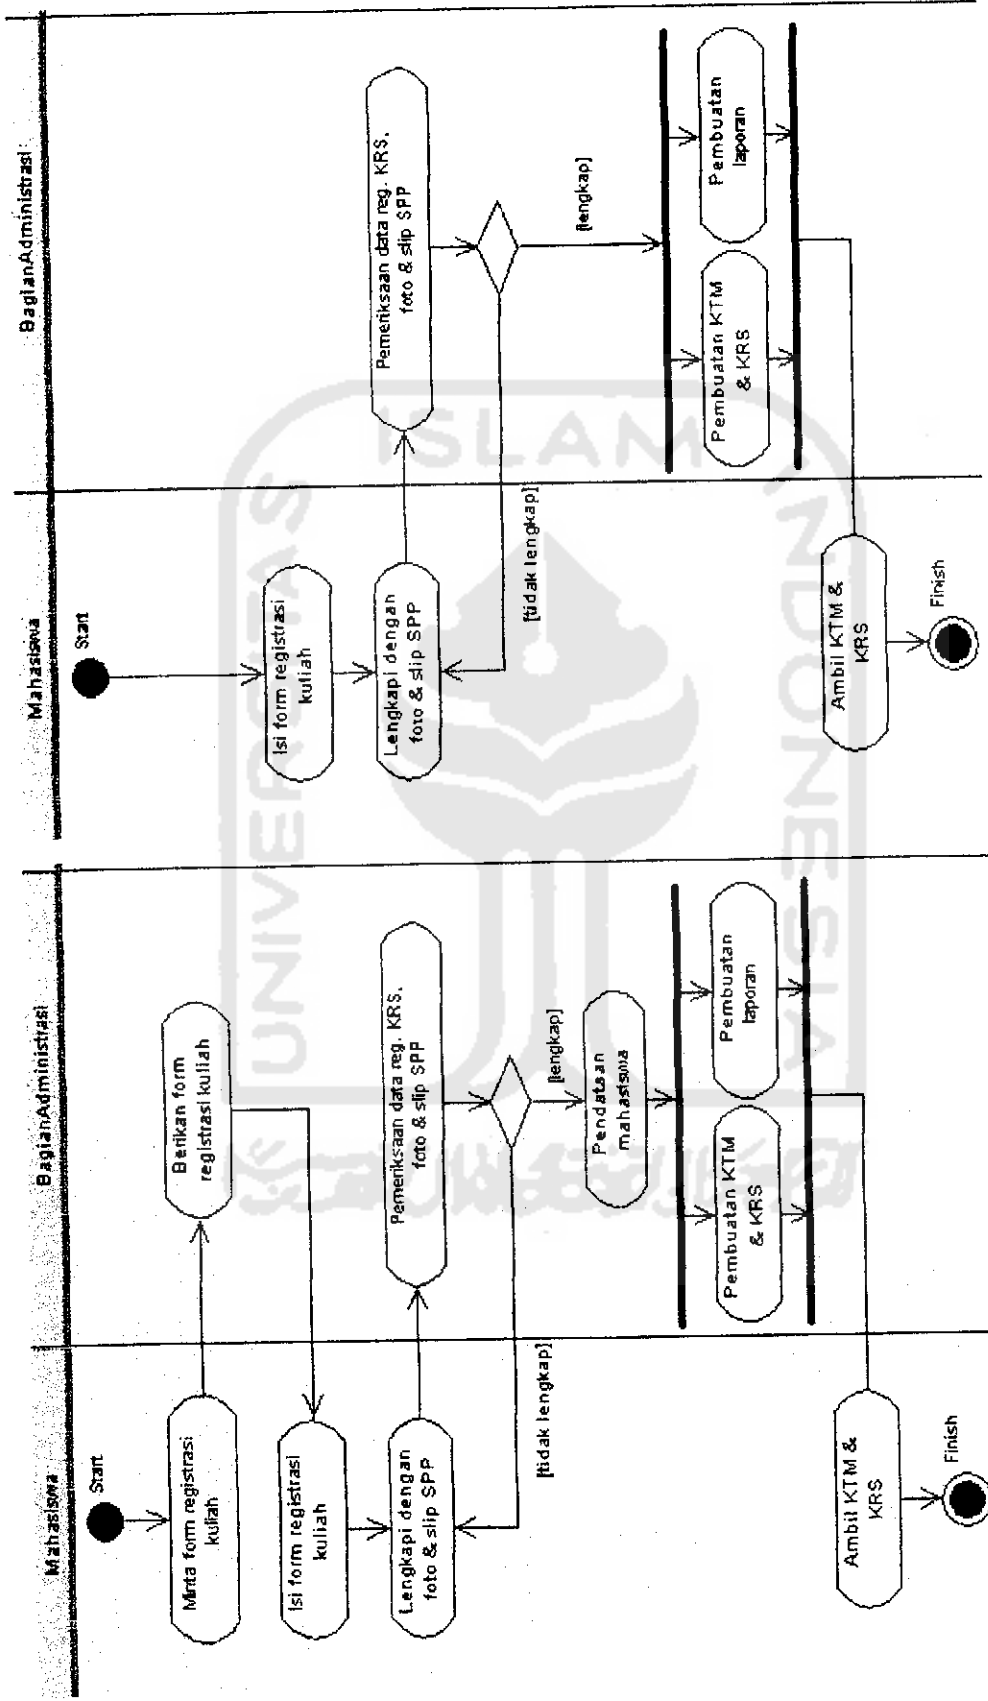 Mahasiswa
BagianAdministrasi
Start
Minta form registrasi
kuliah
Berikan form
registrasi kuliah
Isi form registrasi
kuliah
Lengkapi dengan
foto & slip SPP
Pemeriksaan data reg. KRS,
foto & slip SPP
[tidak lengkap]
[lengkap]
Pendataan
mahasiswa
Pembuatan KTM
& KRS
Pembuatan
laporan
Ambil KTM &
KRS
Finish
Mahasiswa
BagianAdministrasi
Start
Isi form registrasi
kuliah
Lengkapi dengan
foto & slip SPP
Pemeriksaan data reg. KRS,
foto & slip SPP
[tidak lengkap]
[lengkap]
Pembuatan KTM
& KRS
Pembuatan
laporan
Ambil KTM &
KRS
Finish
UNIVERSITAS
ISLAM
INDONESIA